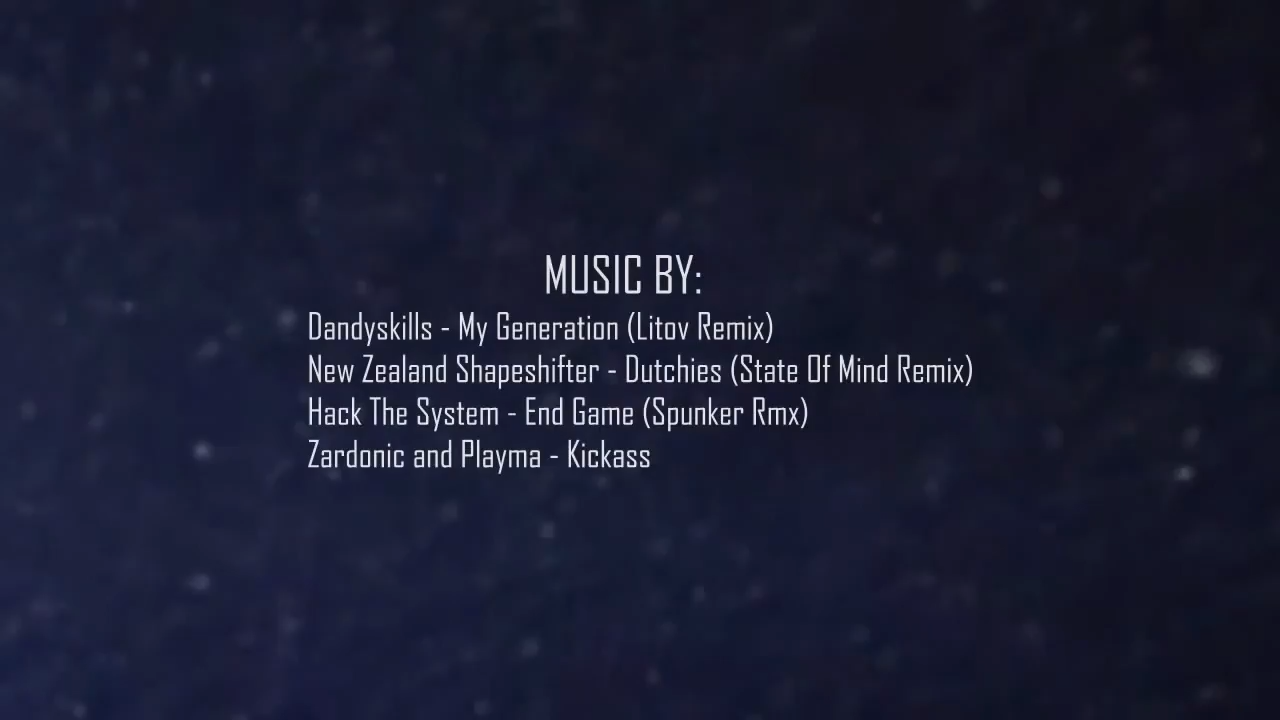 MUSIC BY:
Dandyskills - My Generation (Litov Remix)
New Zealand Shapeshifter - Dutchies (State Of Mind Remix)
Hack The System - End Game (Spunker Rmx)
Zardonic and Playma - Kickass